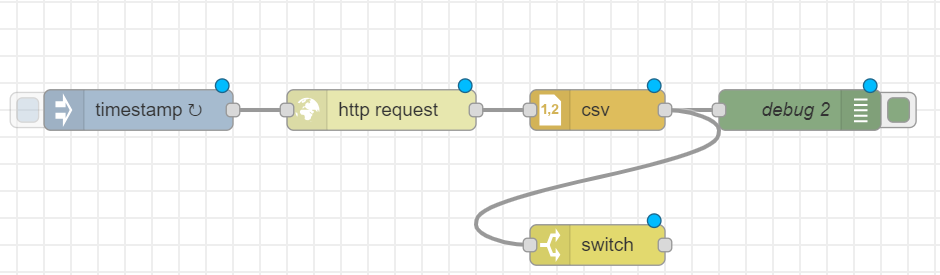 timestamp ↻
http request
1,2
csv
debug 2
switch